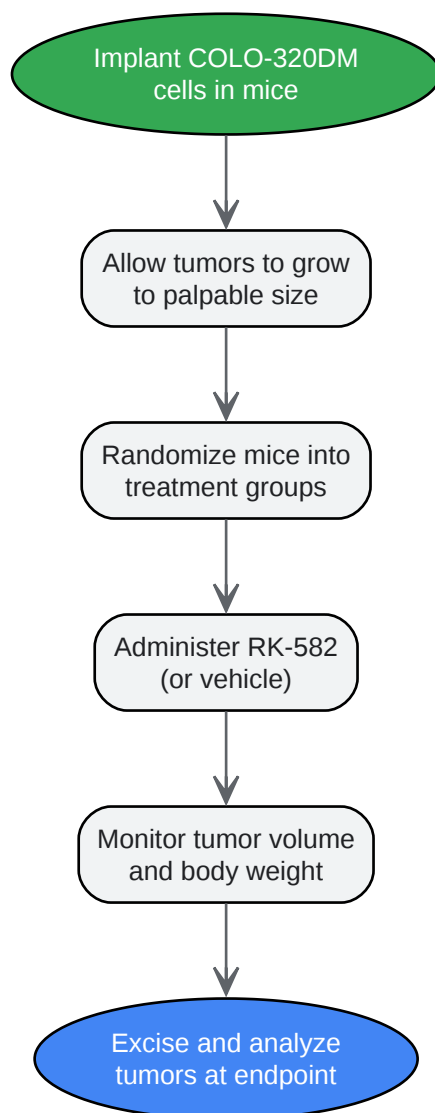 Implant COLO-320DM
cells in mice
Allow tumors to grow
to palpable size
Randomize mice into
treatment groups
Administer RK-582
(or vehicle)
Monitor tumor volume
and body weight
Excise and analyze
tumors at endpoint